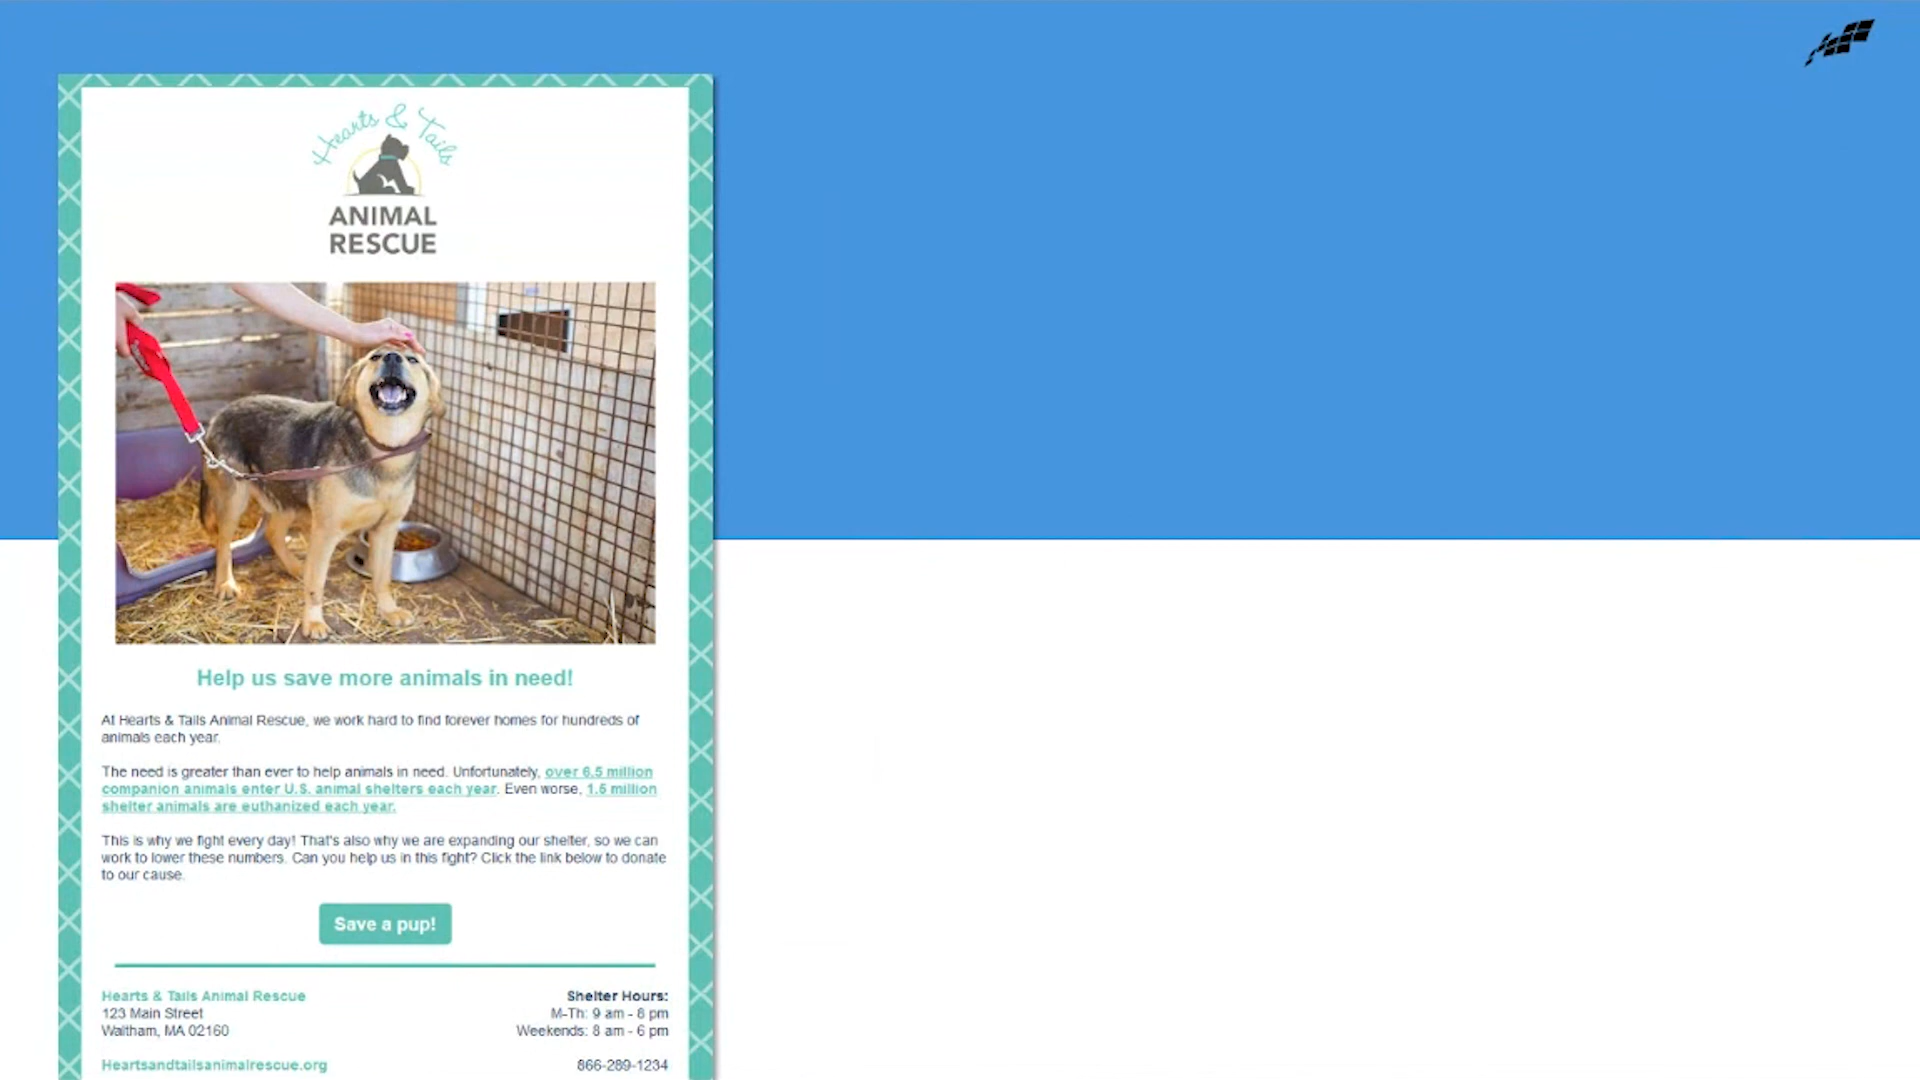 Hearts & Tails
ANIMAL
RESCUE
Help us save more animals in need!
At Hearts & Tails Animal Rescue, we work hard to find forever homes for hundreds of
animals each year.
The need is greater than ever to help animals in need. Unfortunately, over 6.5 million
companion animals enter U.S. animal shelters each year. Even worse, 1.5 million
shelter animals are euthanized each year.
This is why we fight every day! That's also why we are expanding our shelter, so we can
work to lower these numbers. Can you help us in this fight? Click the link below to donate
to our cause.
Save a pup!
Hearts & Tails Animal Rescue
123 Main Street
Waltham, MA 02160
Heartsandtailsanimalrescue.org
Shelter Hours:
M-Th: 9 am - 8 pm
Weekends: 8 am - 6 pm
866-289-1234